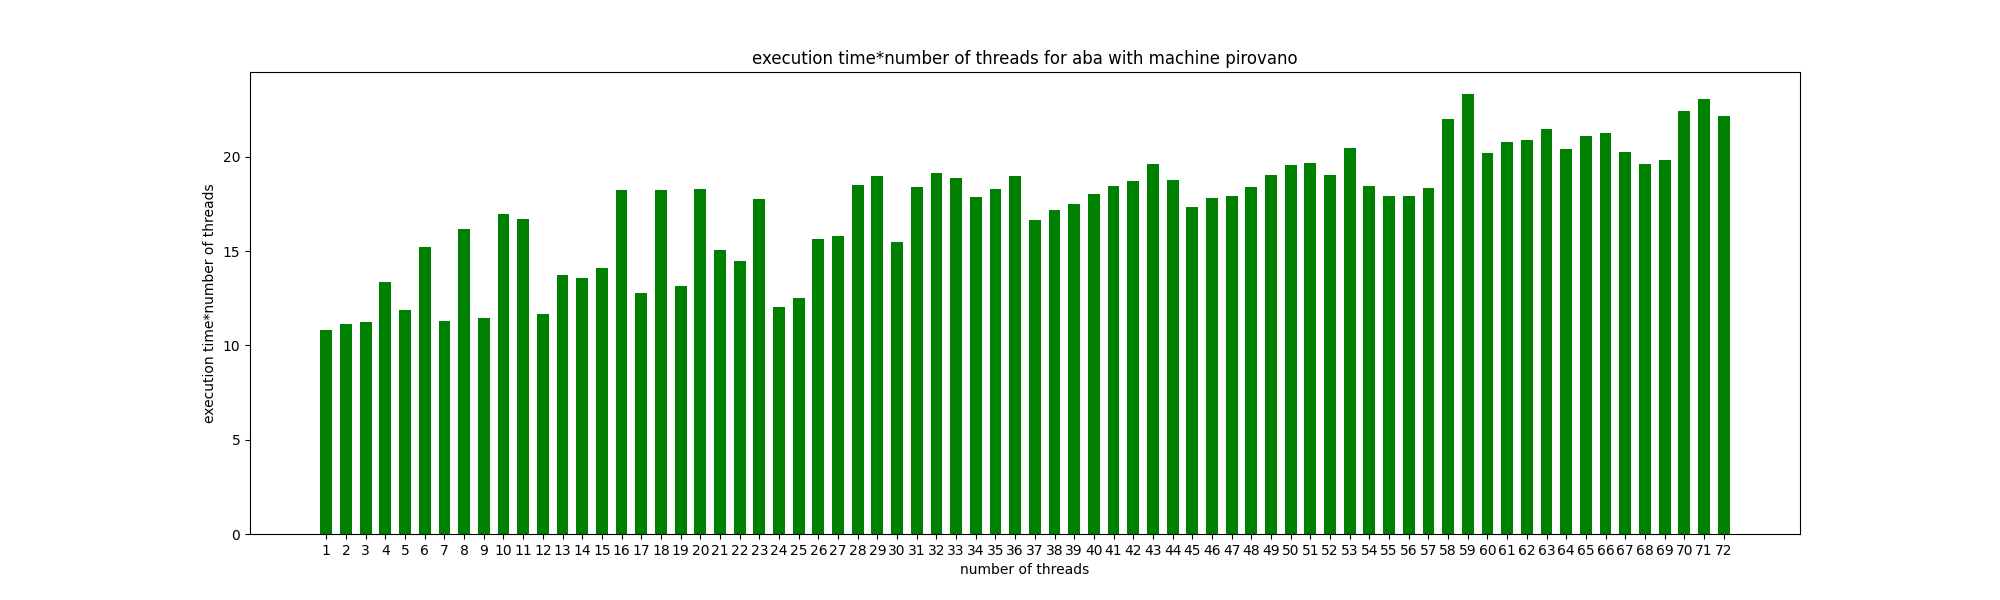 execution time*number of threads for aba with machine pirovano
execution time*number of threads
20
15
10
5
0
1 2 3 4 5 6 7 8 9 10 11 12 13 14 15 16 17 18 19 20 21 22 23 24 25 26 27 28 29 30 31 32 33 34 35 36 37 38 39 40 41 42 43 44 45 46 47 48 49 50 51 52 53 54 55 56 57 58 59 60 61 62 63 64 65 66 67 68 69 70 71 72
number of threads